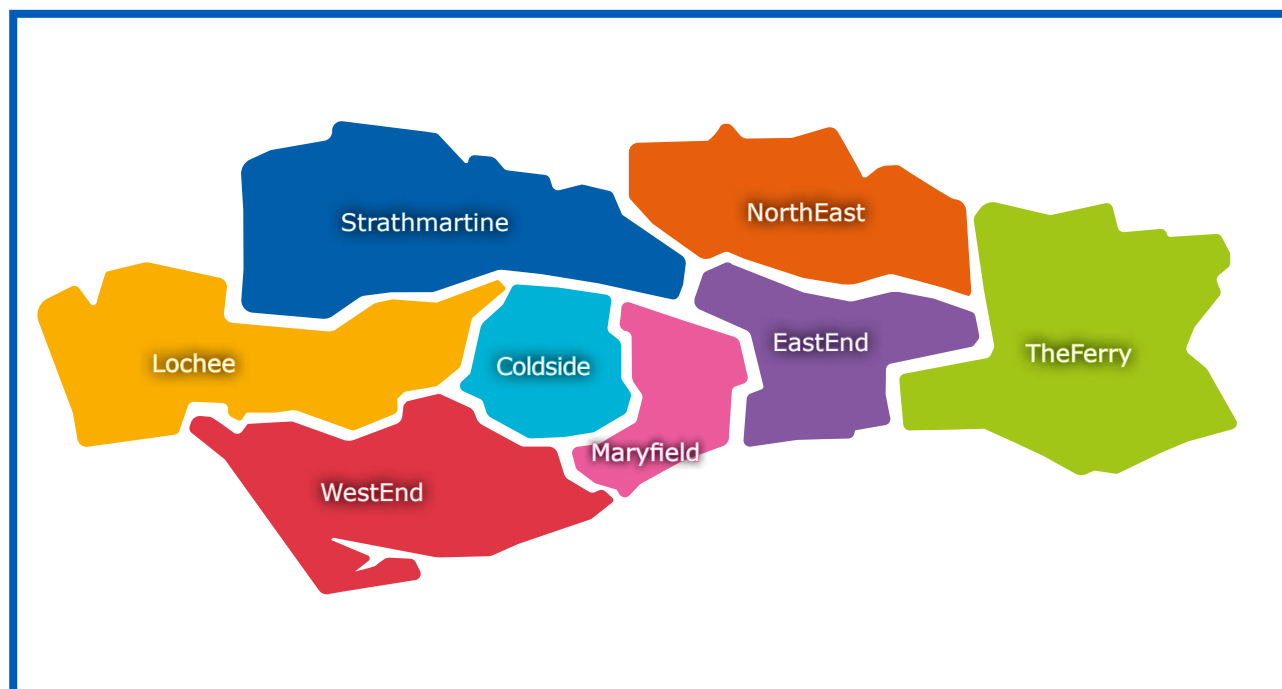 NorthEast
Strathmartine
EastEnd
TheFerry
Lochee
Coldside
Maryfield
WestEnd